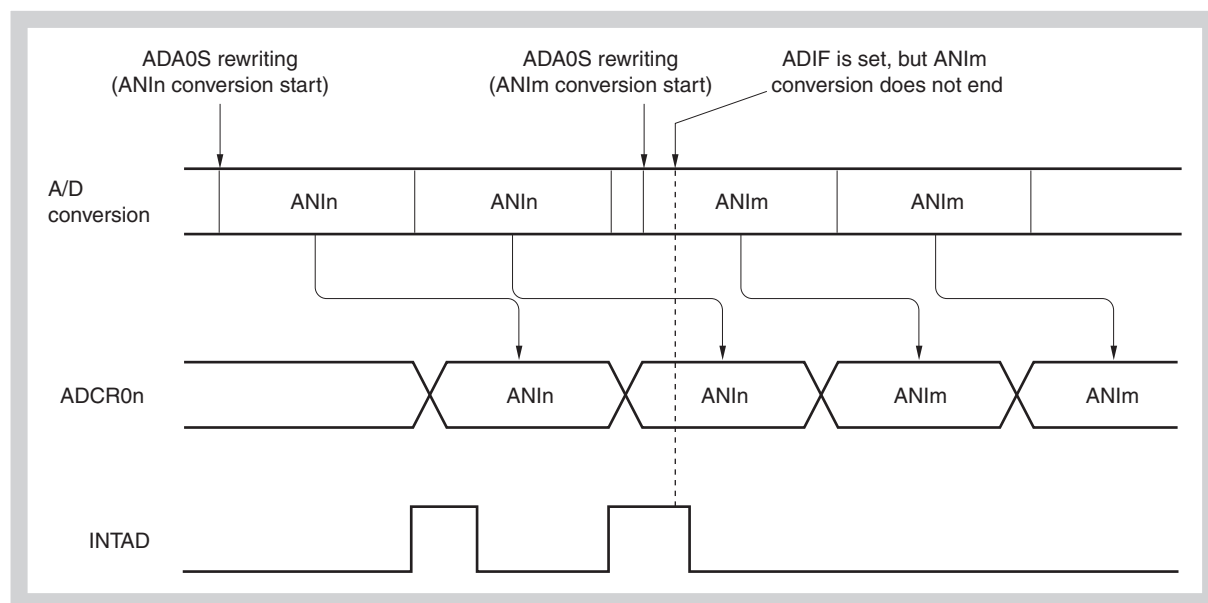 ADA0S rewriting
(ANIn conversion start)
ADA0S rewriting
(ANIm conversion start)
ADIF is set, but ANIm
conversion does not end
A/D
conversion
ANIn
ANIn
ANIm
ANIm
ADCR0n
ANIn
ANIn
ANIm
ANIm
INTAD